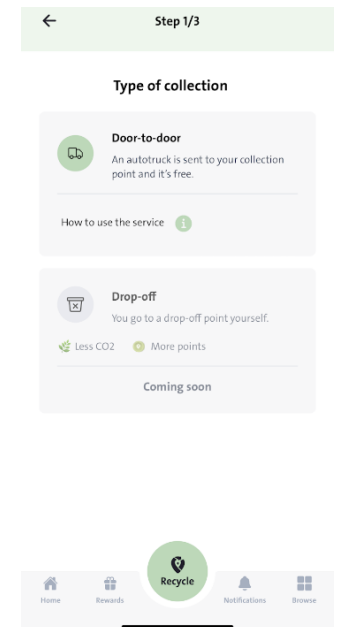 Step 1/3
Type of collection
Door-to-door
An autotruck is sent to your collection
point and it's free.
How to use the service
Drop-off
You go to a drop-off point yourself.
Less CO2 More points
Coming soon
Recycle
Home Rewards Notifications Browse